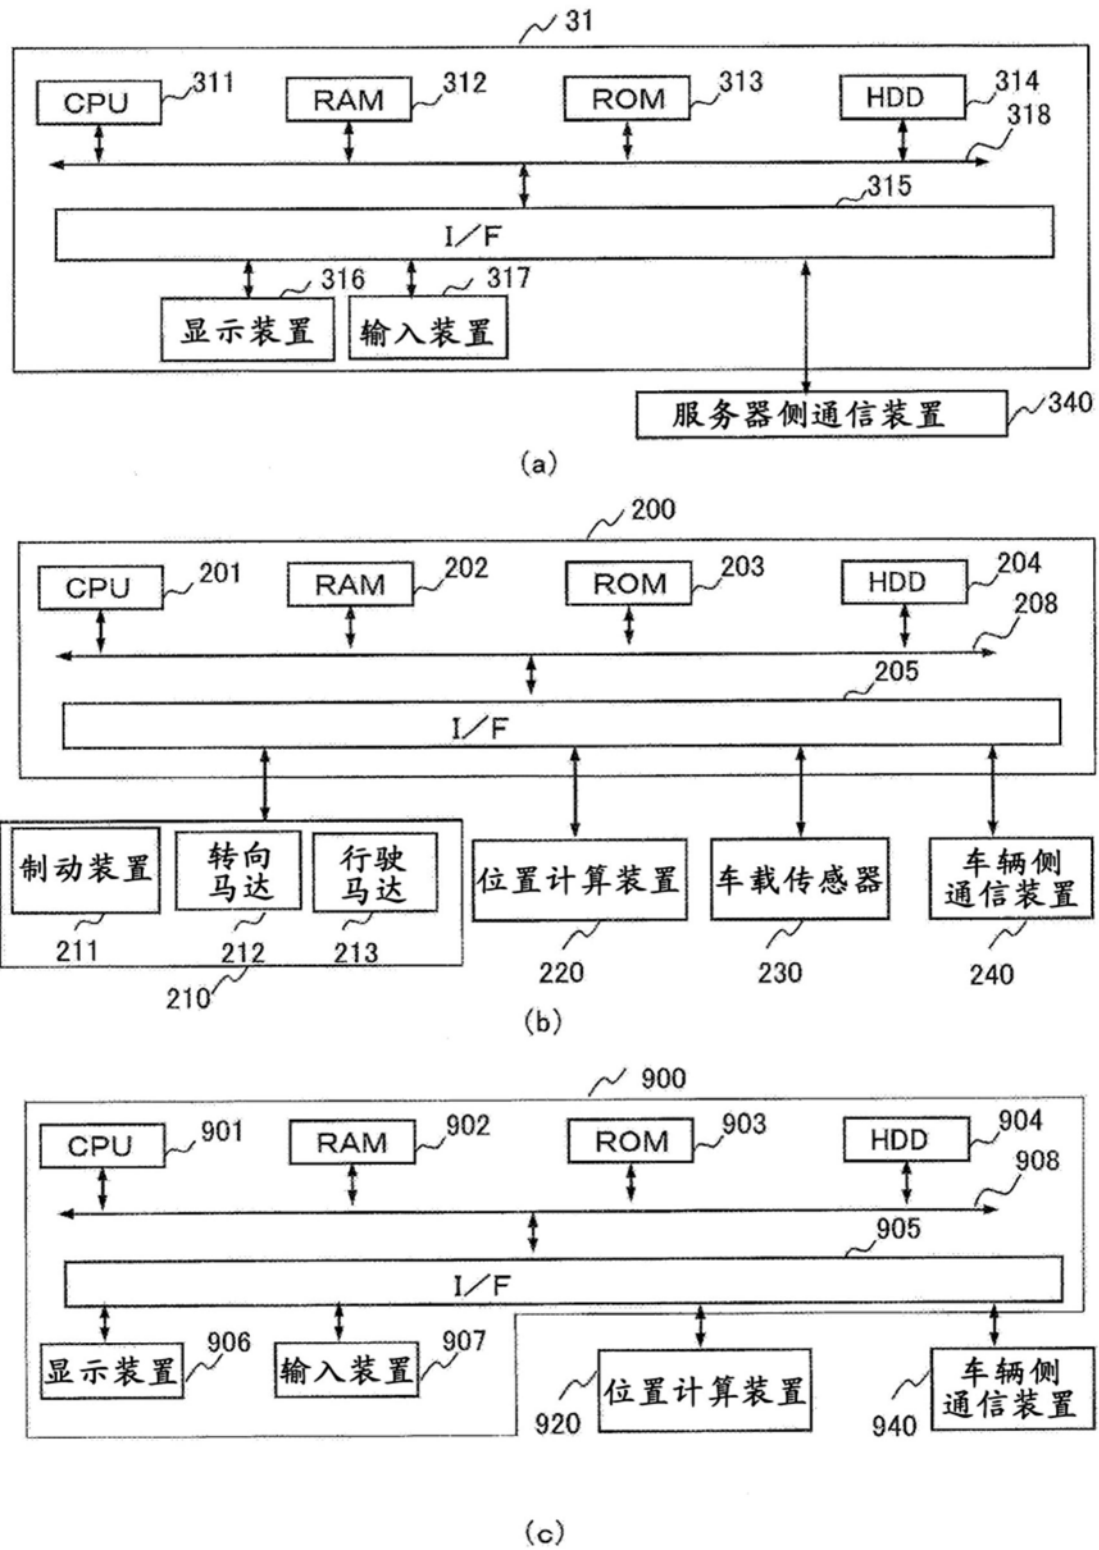 31
CPU 311 RAM 312 ROM 313 HDD 314
318
315
I/F
316 317
显示装置 输入装置
服务器侧通信装置 340
(a)
200
CPU 201 RAM 202 ROM 203 HDD 204
208
205
I/F
制动装置 转向马达 行驶马达 位置计算装置 车载传感器 车辆侧通信装置
211 212 213 220 230 240
210
(b)
900
CPU 901 RAM 902 ROM 903 HDD 904
908
905
I/F
906 907
显示装置 输入装置 位置计算装置 车辆侧通信装置
920 940
(c)